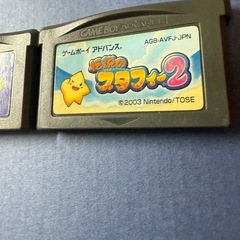 GAME BOY ADVANCE
ゲームボーイ アドバンス
AGB-AVFJ-JPN
伝説の
スタフィー2
©2003 Nintendo/TOSE